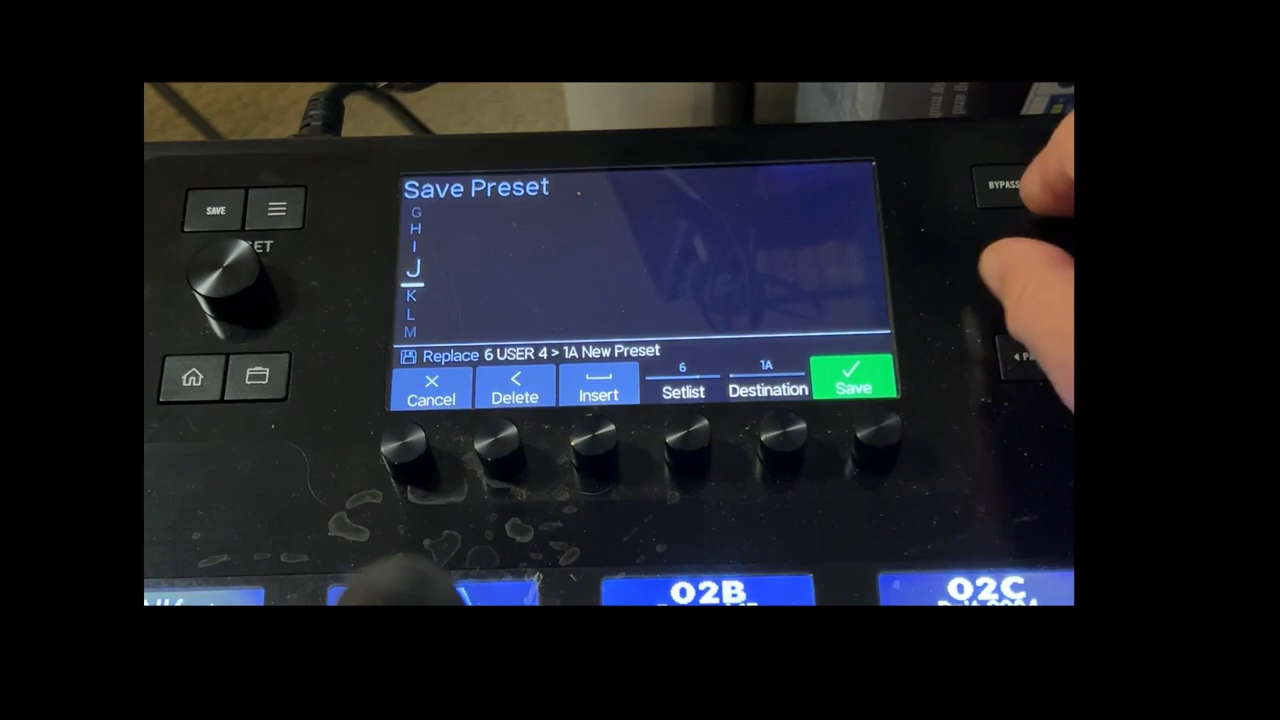 SAVE
BYPASS
Save Preset
G
H
I
J
K
L
M
Replace 6 USER 4 > 1A New Preset
Cancel
Delete
Insert
6
Setlist
1A
Destination
Save
02B
02C